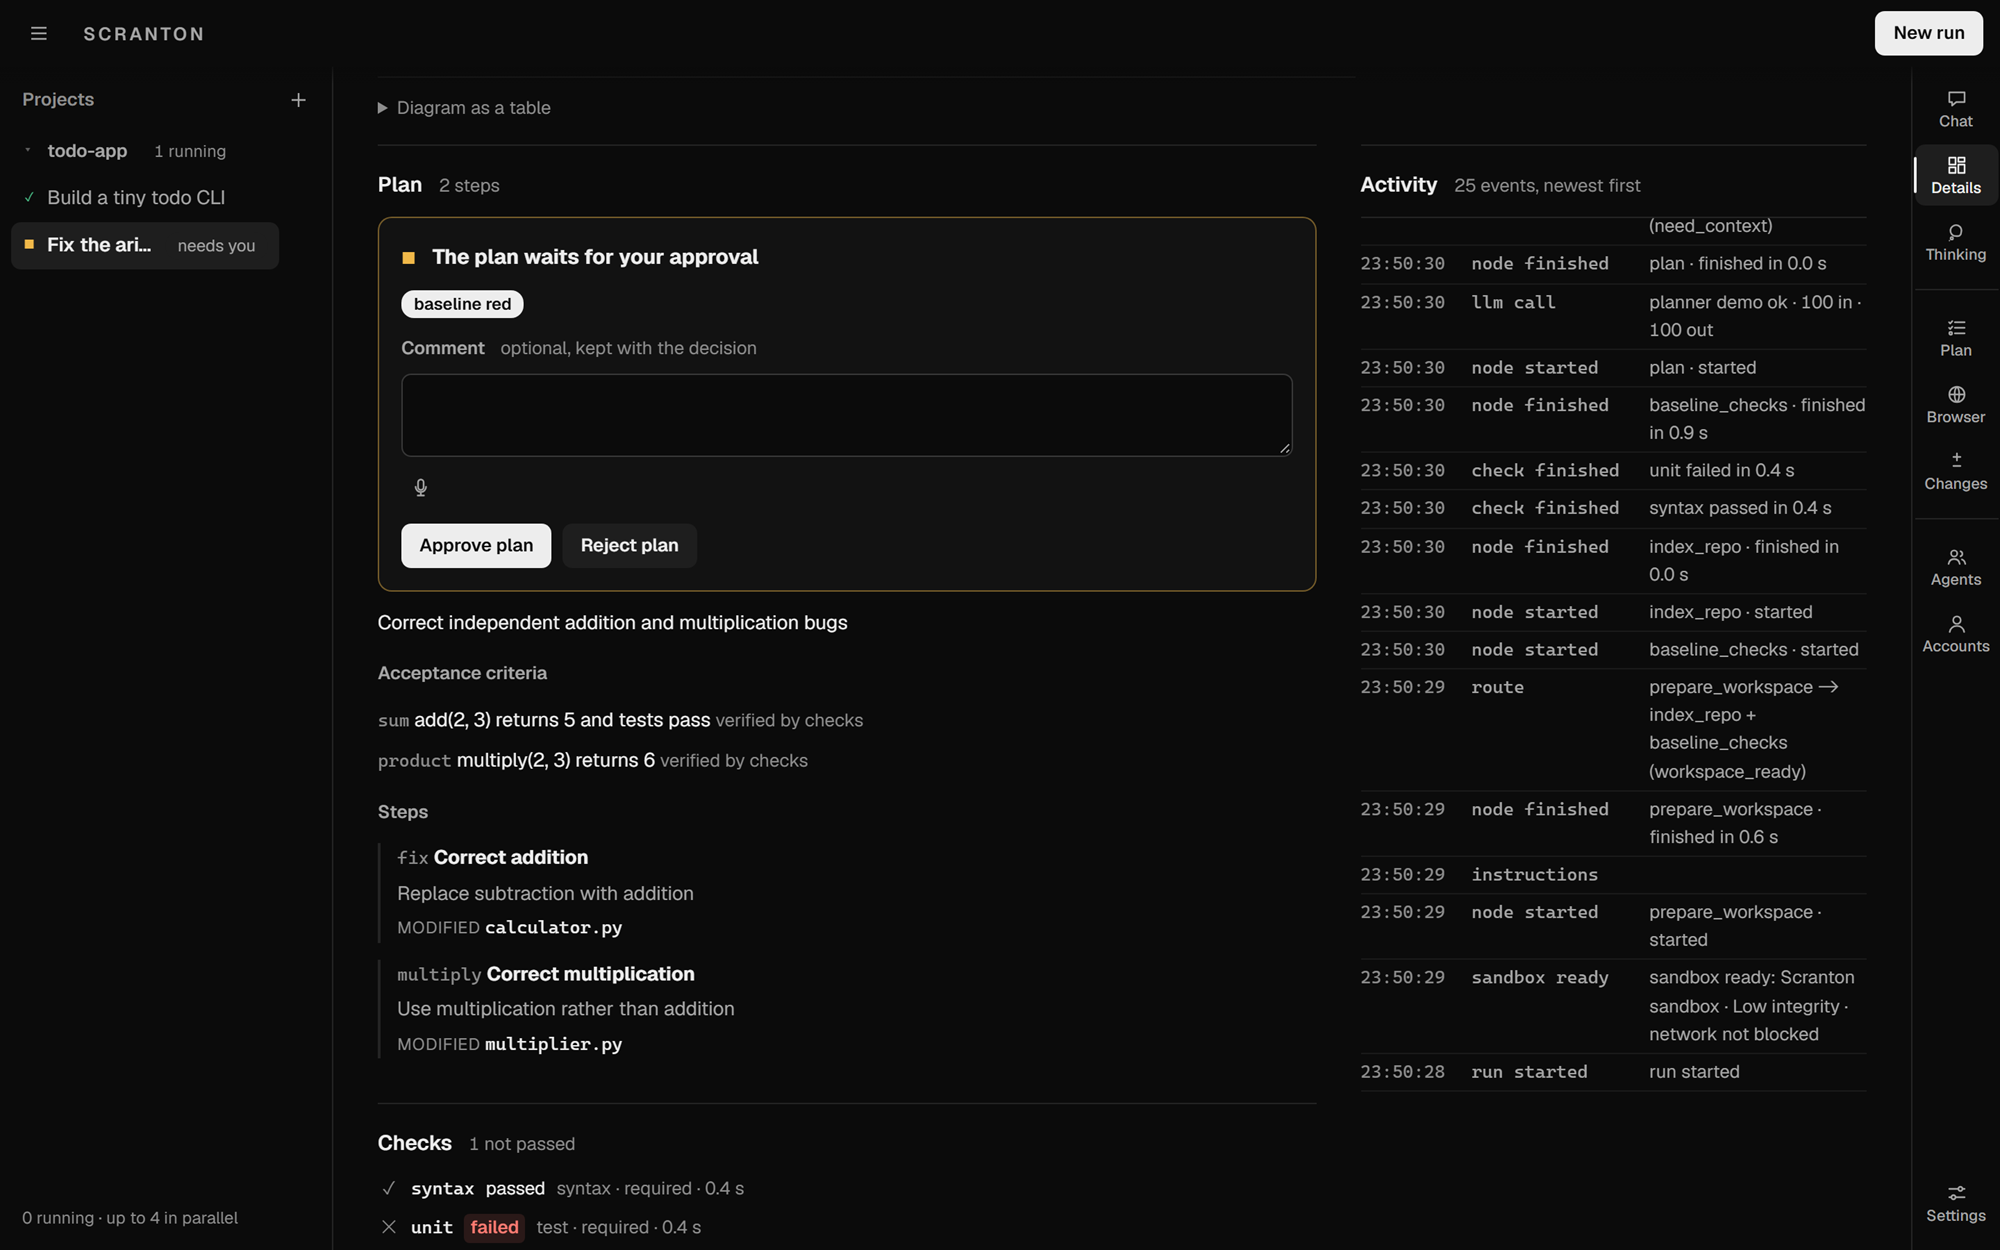 SCRANTON
New run
Projects
todo-app 1 running
Build a tiny todo CLI
Fix the ari... needs you
0 running · up to 4 in parallel
Diagram as a table
Plan 2 steps
The plan waits for your approval
baseline red
Comment optional, kept with the decision
Approve plan
Reject plan
Correct independent addition and multiplication bugs
Acceptance criteria
sum add(2, 3) returns 5 and tests pass verified by checks
product multiply(2, 3) returns 6 verified by checks
Steps
fix Correct addition
Replace subtraction with addition
MODIFIED calculator.py
multiply Correct multiplication
Use multiplication rather than addition
MODIFIED multiplier.py
Checks 1 not passed
syntax passed syntax · required · 0.4 s
unit failed test · required · 0.4 s
Activity 25 events, newest first
(need_context)
23:50:30 node finished plan · finished in 0.0 s
23:50:30 llm call planner demo ok · 100 in ·
100 out
23:50:30 node started plan · started
23:50:30 node finished baseline_checks · finished
in 0.9 s
23:50:30 check finished unit failed in 0.4 s
23:50:30 check finished syntax passed in 0.4 s
23:50:30 node finished index_repo · finished in
0.0 s
23:50:30 node started index_repo · started
23:50:30 node started baseline_checks · started
23:50:29 route prepare_workspace →
index_repo +
baseline_checks
(workspace_ready)
23:50:29 node finished prepare_workspace ·
finished in 0.6 s
23:50:29 instructions
23:50:29 node started prepare_workspace ·
started
23:50:29 sandbox ready sandbox ready: Scranton
sandbox · Low integrity ·
network not blocked
23:50:28 run started run started
Chat
Details
Thinking
Plan
Browser
Changes
Agents
Accounts
Settings